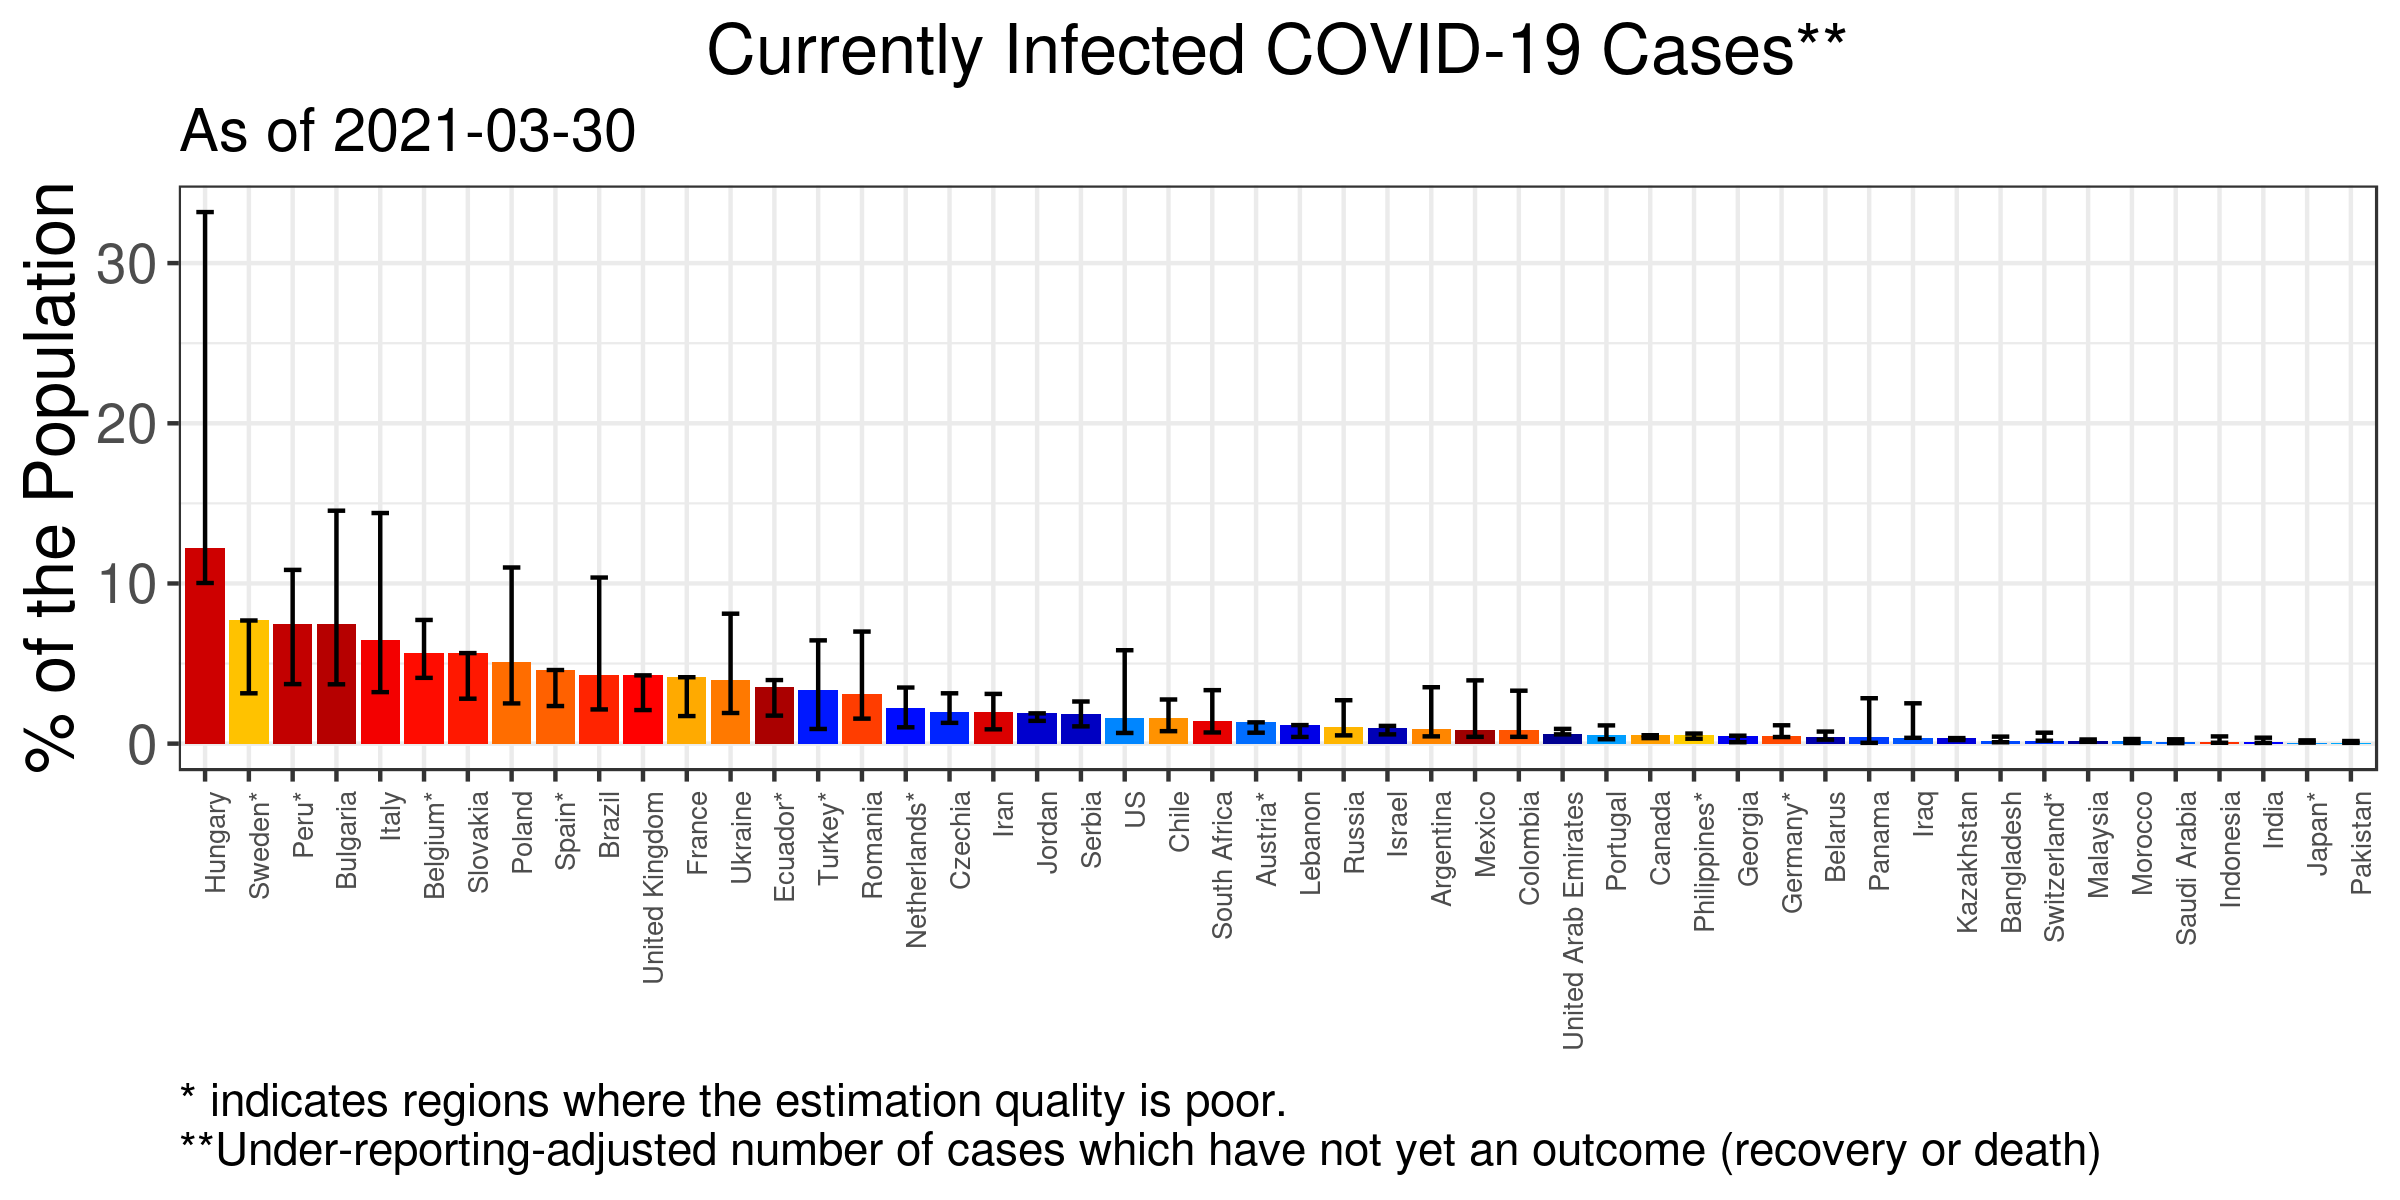 Currently Infected COVID-19 Cases**
As of 2021-03-30
% of the Population
30
20
10
0
Hungary
Sweden*
Peru*
Bulgaria
Italy
Belgium*
Slovakia
Poland
Spain*
Brazil
United Kingdom
France
Ukraine
Ecuador*
Turkey*
Romania
Netherlands*
Czechia
Iran
Jordan
Serbia
US
Chile
South Africa
Austria*
Lebanon
Russia
Israel
Argentina
Mexico
Colombia
United Arab Emirates
Portugal
Canada
Philippines*
Georgia
Germany*
Belarus
Panama
Iraq
Kazakhstan
Bangladesh
Switzerland*
Malaysia
Morocco
Saudi Arabia
Indonesia
India
Japan*
Pakistan
* indicates regions where the estimation quality is poor.
**Under-reporting-adjusted number of cases which have not yet an outcome (recovery or death)